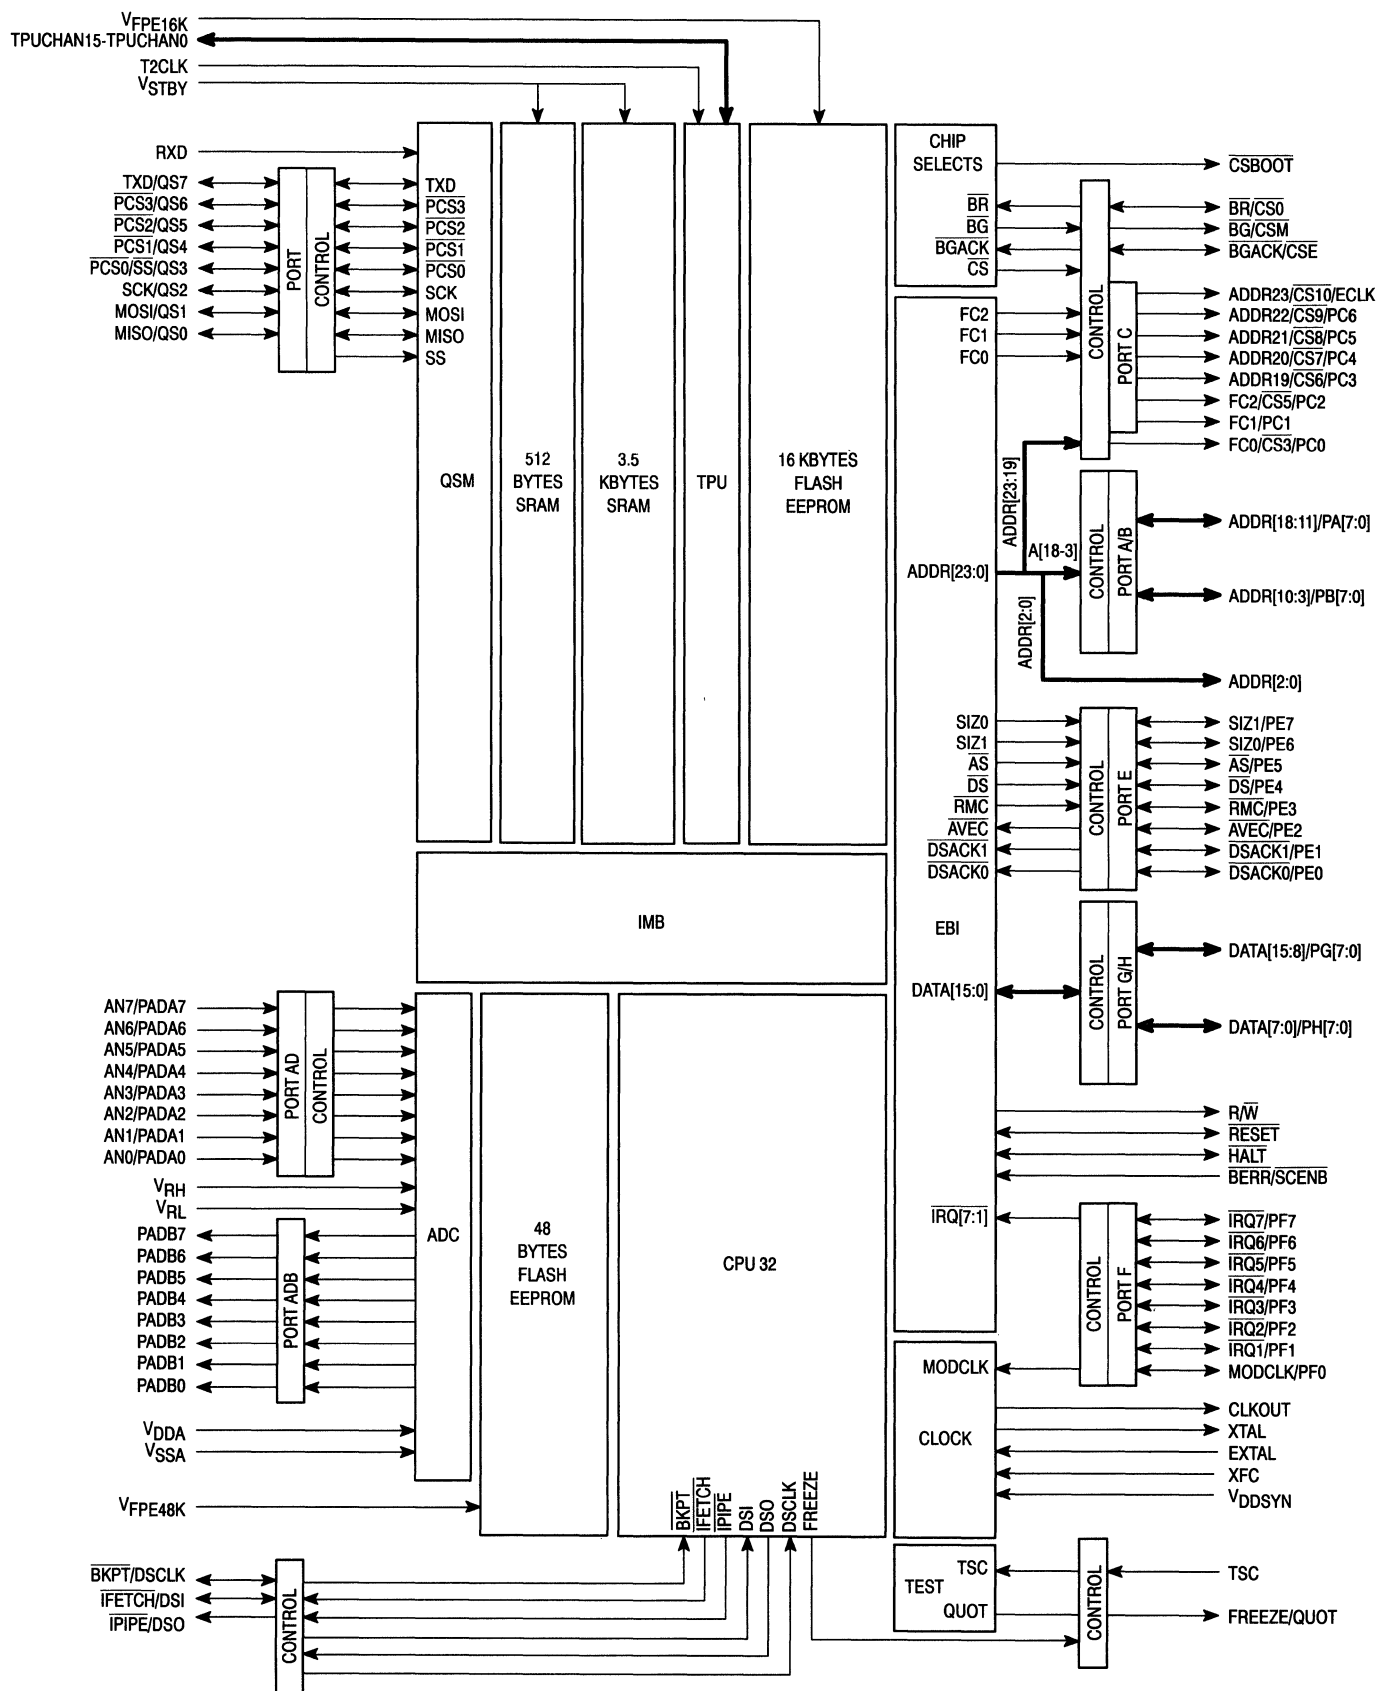 VFPE16K
TPUCHAN15-TPUCHAN0
T2CLK
VSTBY
RXD
TXD/QS7
PCS3/QS6
PCS2/QS5
PCS1/QS4
PCS0/SS/QS3
SCK/QS2
MOSI/QS1
MISO/QS0
PORT
CONTROL
TXD
PCS3
PCS2
PCS1
PCS0
SCK
MOSI
MISO
SS
QSM
512
BYTES
SRAM
3.5
KBYTES
SRAM
TPU
16 KBYTES
FLASH
EEPROM
CHIP
SELECTS
BR
BG
BGACK
CS
FC2
FC1
FC0
CONTROL
PORT C
CSBOOT
BR/CS0
BG/CSM
BGACK/CSE
ADDR23/CS10/ECLK
ADDR22/CS9/PC6
ADDR21/CS8/PC5
ADDR20/CS7/PC4
ADDR19/CS6/PC3
FC2/CS5/PC2
FC1/PC1
FC0/CS3/PC0
ADDR[23:19]
A[18-3]
ADDR[23:0]
ADDR[2:0]
CONTROL
PORT A/B
ADDR[18:11]/PA[7:0]
ADDR[10:3]/PB[7:0]
ADDR[2:0]
SIZ0
SIZ1
AS
DS
RMC
AVEC
DSACK1
DSACK0
CONTROL
PORT E
SIZ1/PE7
SIZ0/PE6
AS/PE5
DS/PE4
RMC/PE3
AVEC/PE2
DSACK1/PE1
DSACK0/PE0
IMB
EBI
DATA[15:0]
CONTROL
PORT G/H
DATA[15:8]/PG[7:0]
DATA[7:0]/PH[7:0]
AN7/PADA7
AN6/PADA6
AN5/PADA5
AN4/PADA4
AN3/PADA3
AN2/PADA2
AN1/PADA1
AN0/PADA0
PORT AD
CONTROL
VRH
VRL
PADB7
PADB6
PADB5
PADB4
PADB3
PADB2
PADB1
PADB0
PORT ADB
VDDA
VSSA
VFPE48K
ADC
48
BYTES
FLASH
EEPROM
CPU 32
R/W
RESET
HALT
BERR/SCENB
IRQ[7:1]
CONTROL
PORT F
IRQ7/PF7
IRQ6/PF6
IRQ5/PF5
IRQ4/PF4
IRQ3/PF3
IRQ2/PF2
IRQ1/PF1
MODCLK/PF0
MODCLK
CLOCK
CLKOUT
XTAL
EXTAL
XFC
VDDSYN
BKPT
IFETCH
IPIPE
DSI
DSO
DSCLK
FREEZE
BKPT/DSCLK
IFETCH/DSI
IPIPE/DSO
CONTROL
TSC
TEST
QUOT
CONTROL
TSC
FREEZE/QUOT